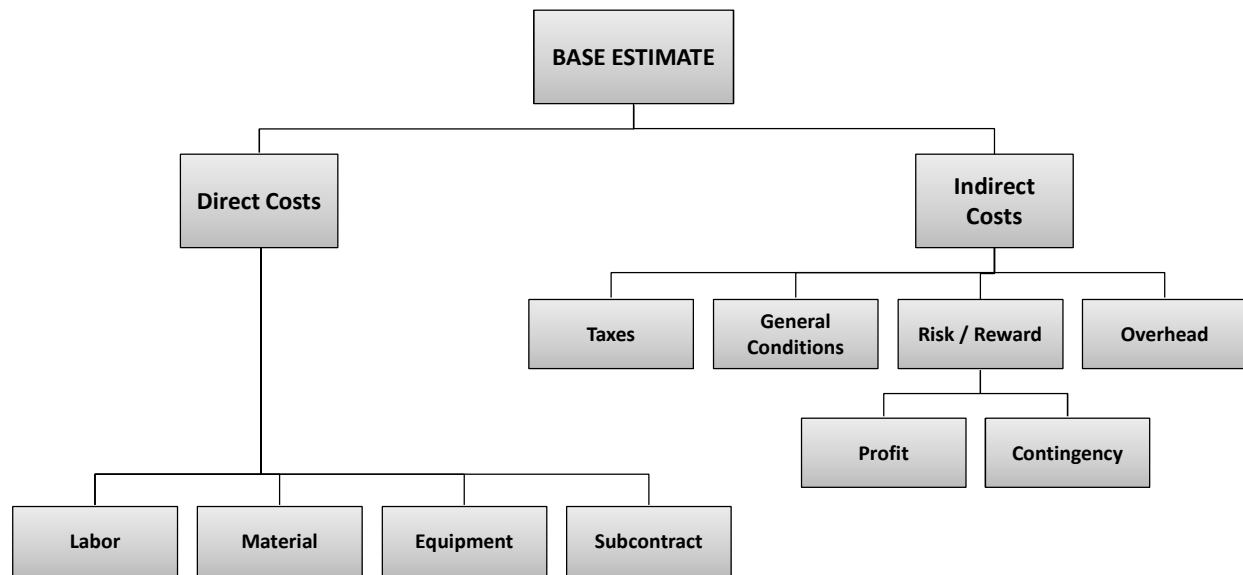 BASE ESTIMATE
Direct Costs
Indirect
Costs
Taxes
General
Conditions
Risk / Reward
Overhead
Profit
Contingency
Labor
Material
Equipment
Subcontract